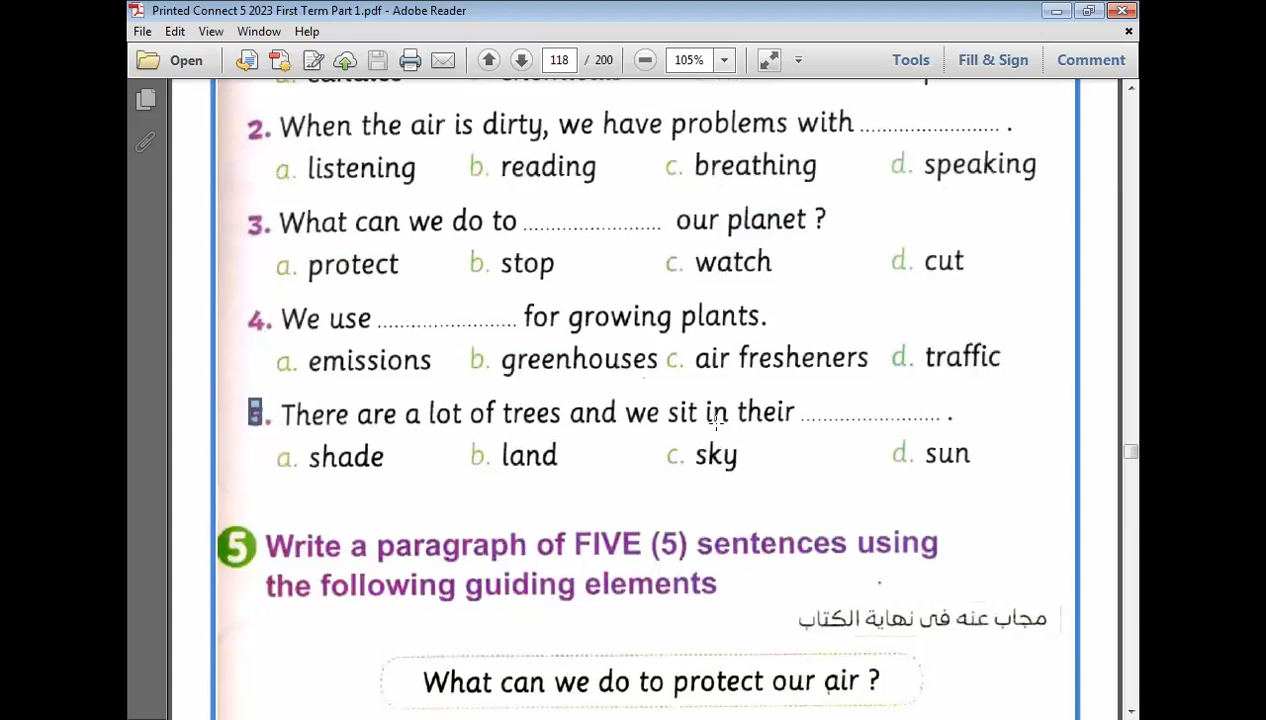 Printed Connect 5 2023 First Term Part 1.pdf - Adobe Reader
File Edit View Window Help
Open 118 / 200 105% Tools Fill & Sign Comment
2. When the air is dirty, we have problems with ........................ .
a. listening b. reading c. breathing d. speaking
3. What can we do to ........................ our planet ?
a. protect b. stop c. watch d. cut
4. We use ........................ for growing plants.
a. emissions b. greenhouses c. air fresheners d. traffic
5. There are a lot of trees and we sit in their ........................ .
a. shade b. land c. sky d. sun
5 Write a paragraph of FIVE (5) sentences using
the following guiding elements
مجاب عنه فى نهاية الكتاب
What can we do to protect our air ?